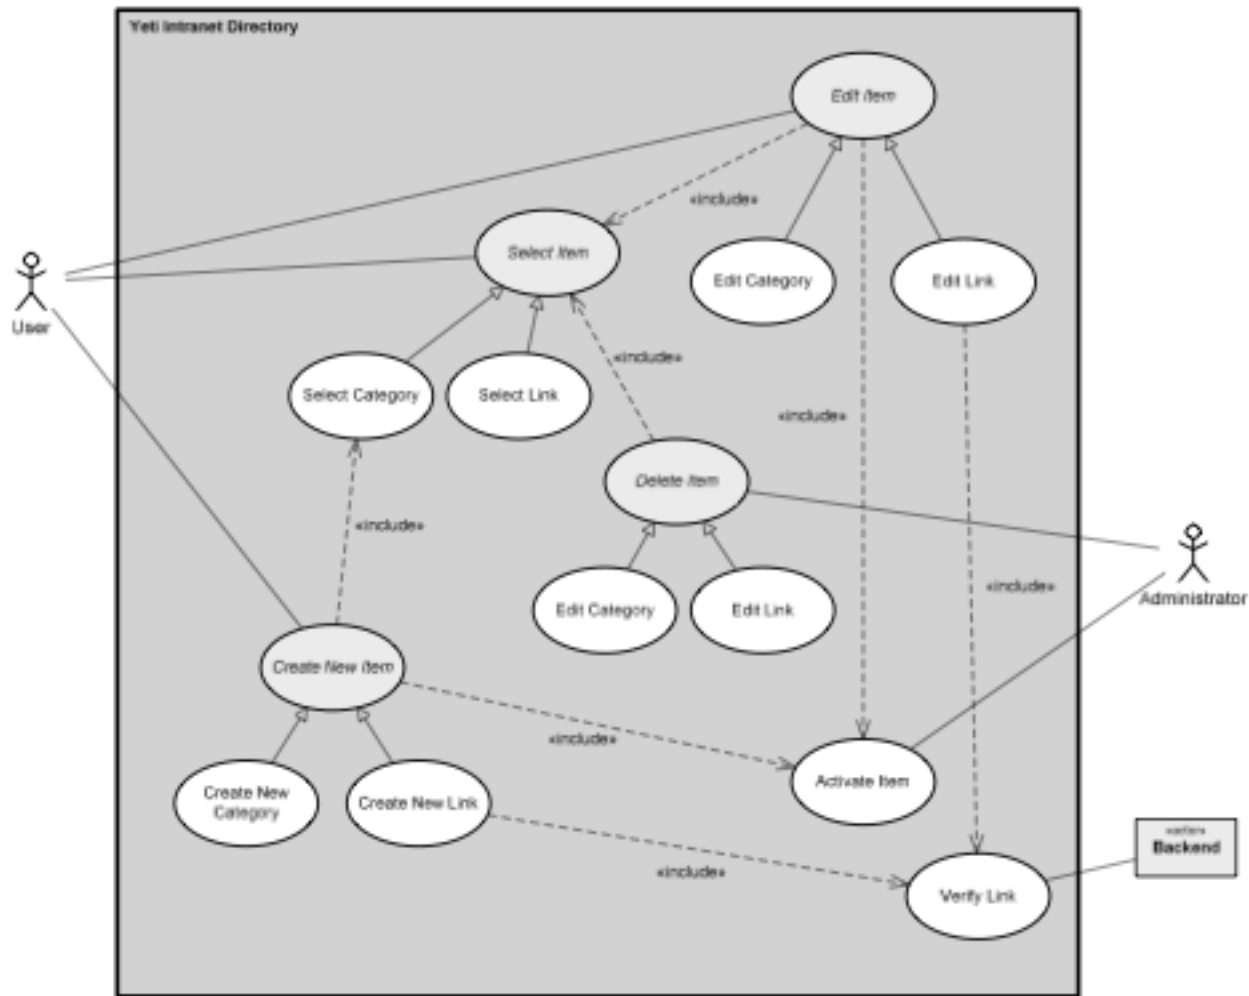 Yeti Intranet Directory
Edit Item
«include»
Select Item
Edit Category
Edit Link
User
«include»
Select Category
Select Link
«include»
Delete Item
«include»
«include»
Edit Category
Edit Link
Administrator
Create New Item
«include»
Activate Item
Create New
Category
Create New Link
«actor»
Backend
«include»
Verify Link